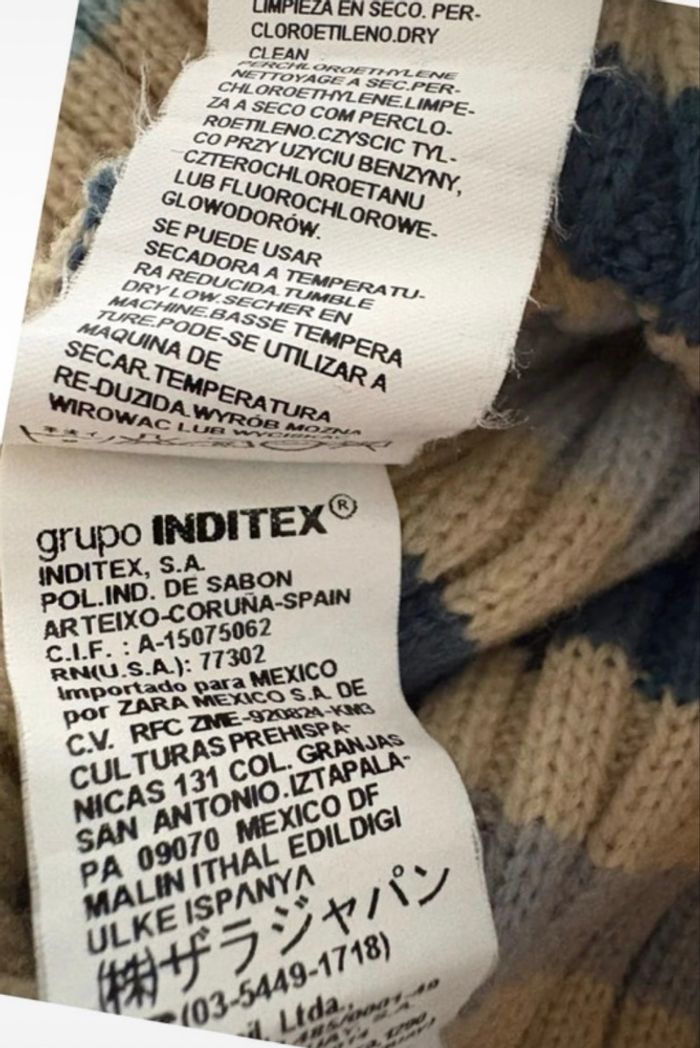 LIMPIEZA EN SECO. PER-
CLOROETILENO.DRY
CLEAN
PERCHLOROETHYLENE
NETTOYAGE A SEC.PER-
CHLOROETHYLENE.LIMPE-
ZA A SECO COM PERCLO-
ROETILENO.CZYSCIC TYL-
CO PRZY UZYCIU BENZYNY,
CZTEROCHLOROETANU
LUB FLUOROCHLOROWE-
GLOWODORÓW.
SE PUEDE USAR
SECADORA A TEMPERATU-
RA REDUCIDA.TUMBLE
DRY LOW.SECHER EN
MACHINE.BASSE TEMPERA
TURE.PODE-SE UTILIZAR A
MAQUINA DE
SECAR.TEMPERATURA
RE-DUZIDA.WYRÓB MOZNA
WIROWAC LUB WYCISKAC
grupo INDITEX®
INDITEX, S.A.
POL.IND. DE SABON
ARTEIXO-CORUÑA-SPAIN
C.I.F. : A-15075062
RN(U.S.A.): 77302
Importado para MEXICO
por ZARA MEXICO S.A. DE
C.V. RFC ZME-920824-KM3
CULTURAS PREHISPA-
NICAS 131 COL. GRANJAS
SAN ANTONIO.IZTAPALA-
PA 09070 MEXICO DF
MALIN ITHAL EDILDIGI
ULKE ISPANYA
(株)ザラジャパン
(03-5449-1718)
Ltda.,